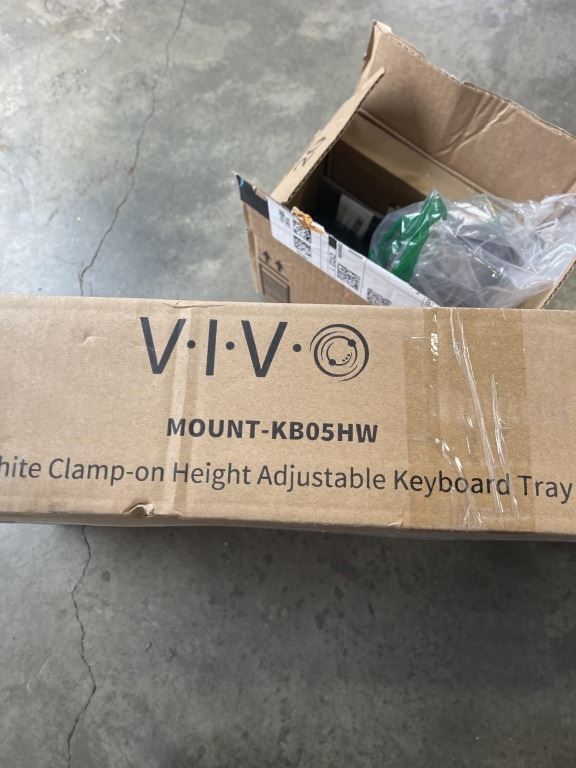 V·I·V·O
MOUNT-KB05HW
hite Clamp-on Height Adjustable Keyboard Tray